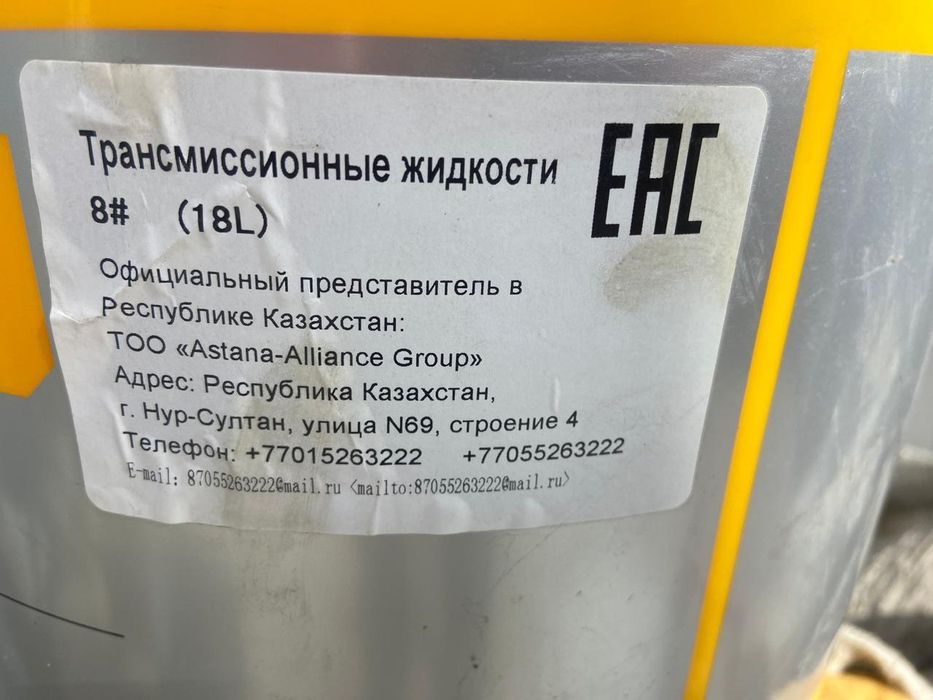 Трансмиссионные жидкости
8# (18L)
EAC
Официальный представитель в
Республике Казахстан:
ТОО «Astana-Alliance Group»
Адрес: Республика Казахстан,
г. Нур-Султан, улица N69, строение 4
Телефон: +77015263222 +77055263222
E-mail: 87055263222@mail.ru <mailto:87055263222@mail.ru>